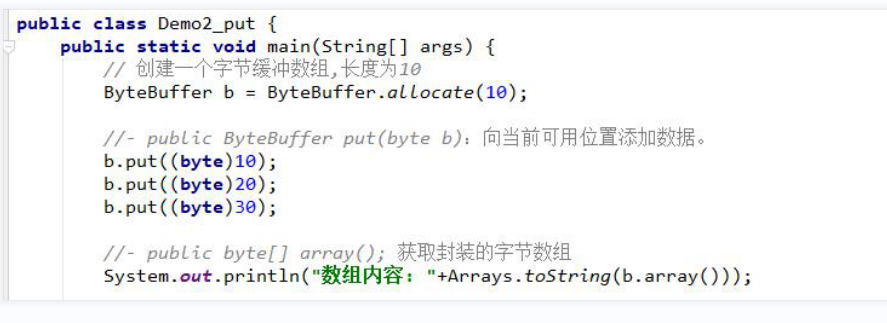 public class Demo2_put {
public static void main(String[] args) {
// 创建一个字节缓冲数组,长度为10
ByteBuffer b = ByteBuffer.allocate(10);
//- public ByteBuffer put(byte b)：向当前可用位置添加数据。
b.put((byte)10);
b.put((byte)20);
b.put((byte)30);
//- public byte[] array(); 获取封装的字节数组
System.out.println("数组内容："+Arrays.toString(b.array()));